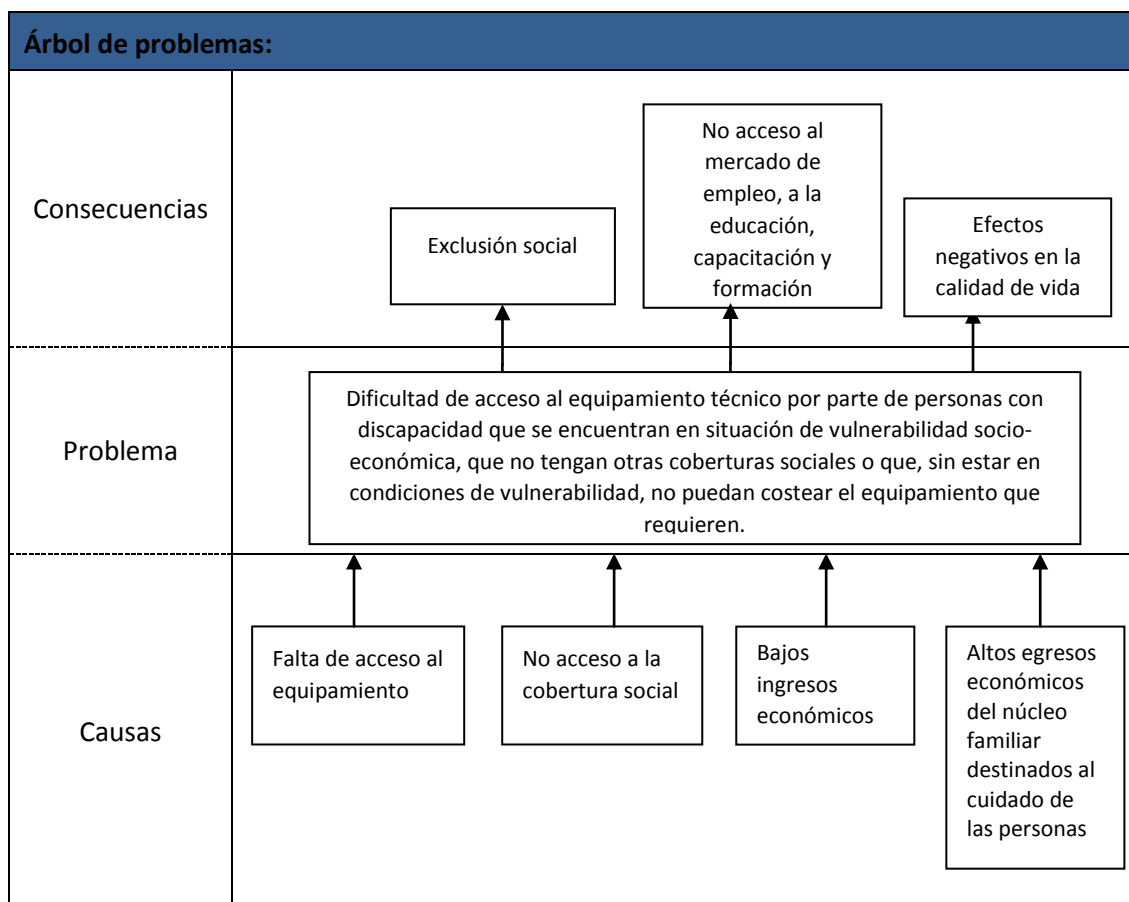 Árbol de problemas:
Consecuencias
Exclusión social
No acceso al
mercado de
empleo, a la
educación,
capacitación y
formación
Efectos
negativos en la
calidad de vida
Problema
Dificultad de acceso al equipamiento técnico por parte de personas con
discapacidad que se encuentran en situación de vulnerabilidad socio-
económica, que no tengan otras coberturas sociales o que, sin estar en
condiciones de vulnerabilidad, no puedan costear el equipamiento que
requieren.
Causas
Falta de acceso al
equipamiento
No acceso a la
cobertura social
Bajos
ingresos
económicos
Altos egresos
económicos
del núcleo
familiar
destinados al
cuidado de
las personas